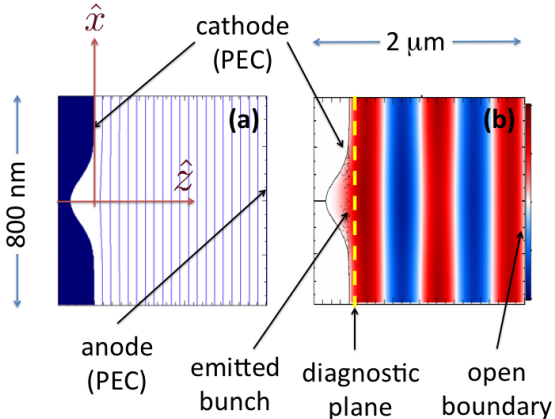 x̂
cathode
(PEC)
2 μm
(a)
(b)
ẑ
800 nm
anode
(PEC)
emitted
bunch
diagnostic
plane
open
boundary